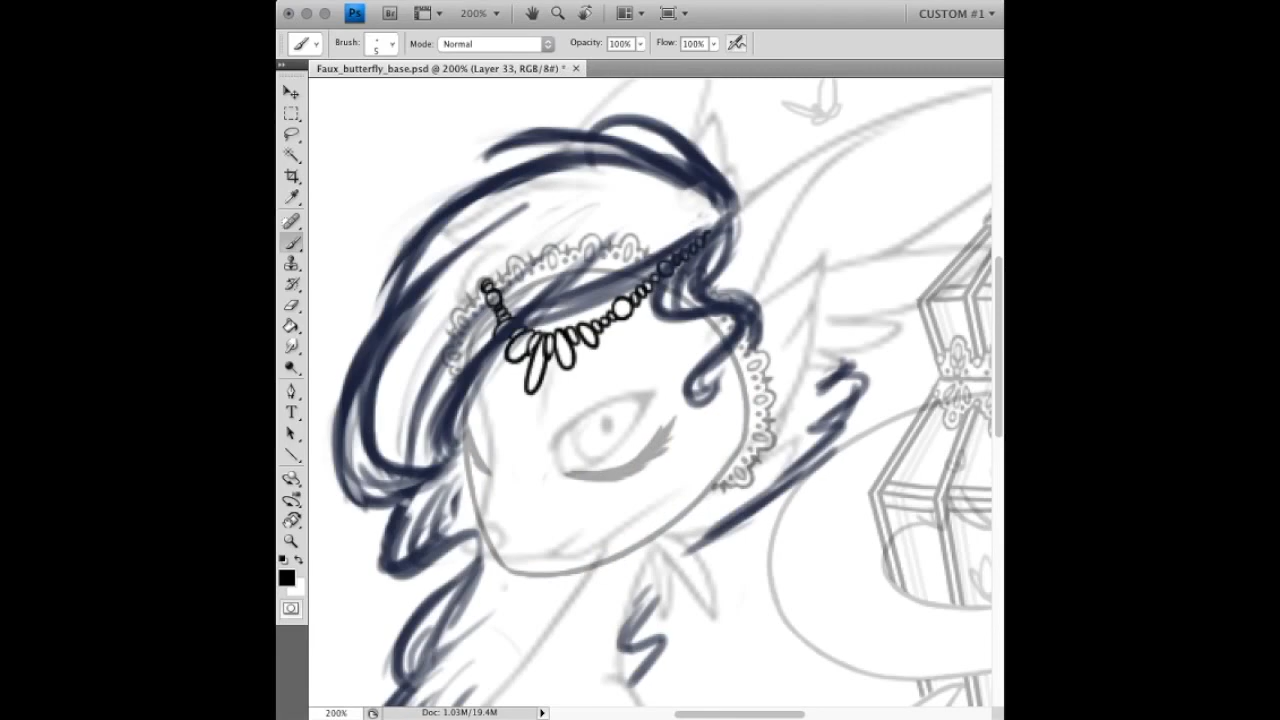 Ps Br 200% CUSTOM #1
Brush: 5 Mode: Normal Opacity: 100% Flow: 100%
Faux_butterfly_base.psd @ 200% (Layer 33, RGB/8#) *
T
200% Doc: 1.03M/19.4M